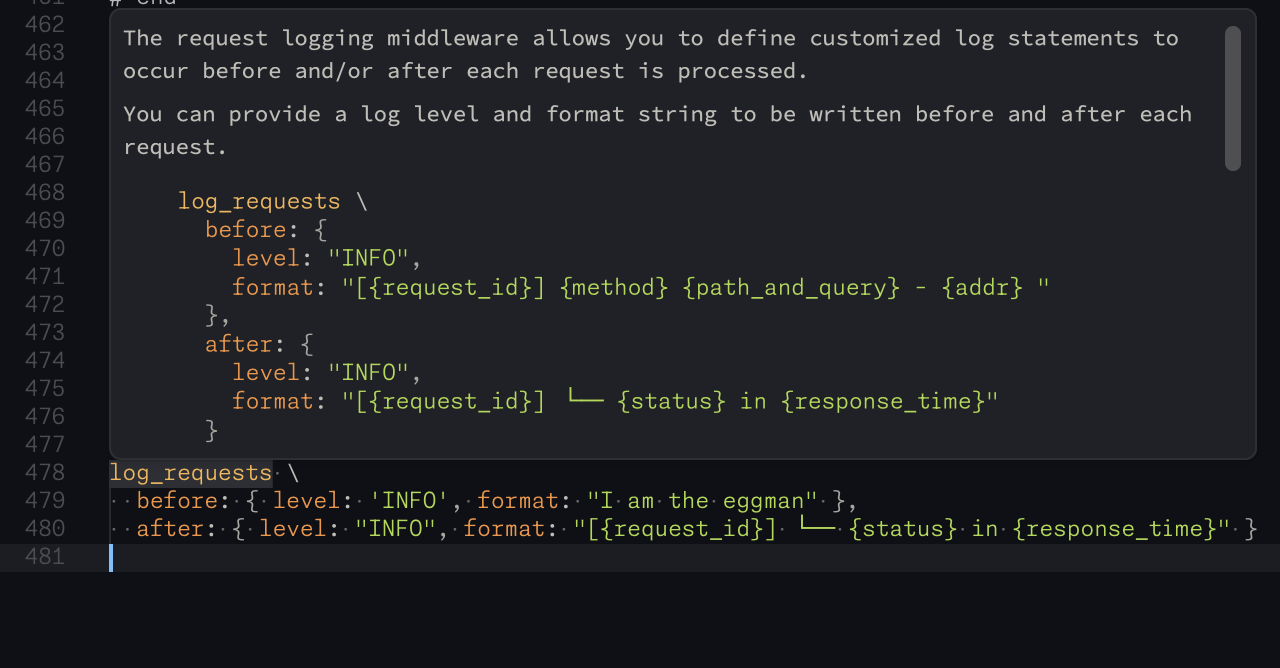 461 # end
462
The request logging middleware allows you to define customized log statements to
463
464
occur before and/or after each request is processed.
465
You can provide a log level and format string to be written before and after each
466
request.
467
468
log_requests \
469
before: {
470
level: "INFO",
471
format: "[{request_id}] {method} {path_and_query} - {addr} "
472
},
473
after: {
474
level: "INFO",
475
format: "[{request_id}] └── {status} in {response_time}"
476
}
477
478 log_requests \
479 before: { level: 'INFO', format: "I am the eggman" },
480 after: { level: "INFO", format: "[{request_id}] └── {status} in {response_time}" }
481